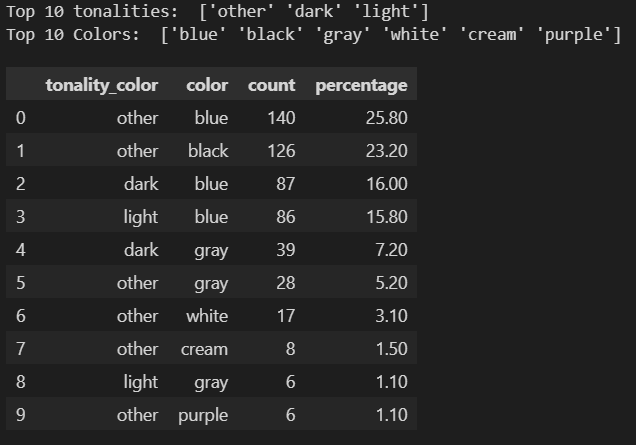 Top 10 tonalities:  ['other' 'dark' 'light']
Top 10 Colors:  ['blue' 'black' 'gray' 'white' 'cream' 'purple']
tonality_color color count percentage
0 other blue 140 25.80
1 other black 126 23.20
2 dark blue 87 16.00
3 light blue 86 15.80
4 dark gray 39 7.20
5 other gray 28 5.20
6 other white 17 3.10
7 other cream 8 1.50
8 light gray 6 1.10
9 other purple 6 1.10